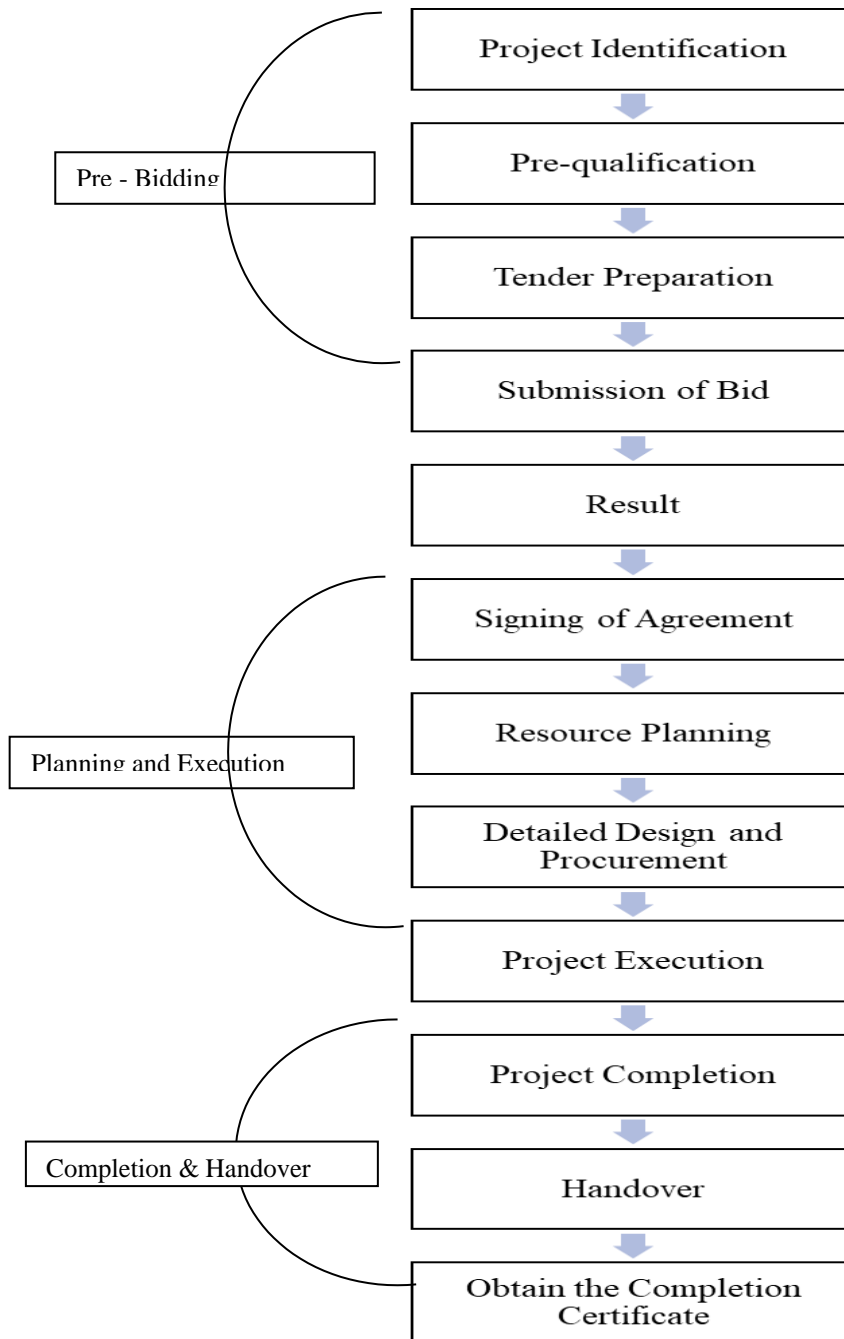 Project Identification
Pre-qualification
Pre - Bidding
Tender Preparation
Submission of Bid
Result
Signing of Agreement
Resource Planning
Planning and Execution
Detailed Design and
Procurement
Project Execution
Project Completion
Completion & Handover
Handover
Obtain the Completion
Certificate